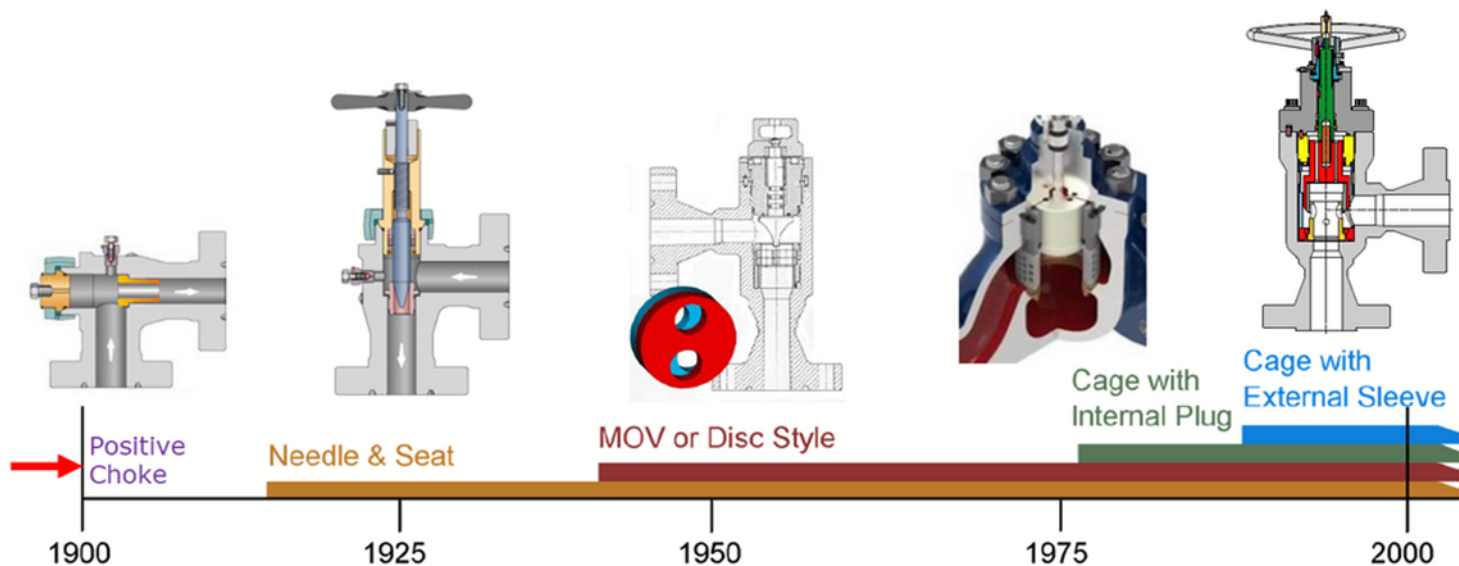 Cage with
External Sleeve
Cage with
Internal Plug
MOV or Disc Style
Needle & Seat
Positive
Choke
1900
1925
1950
1975
2000